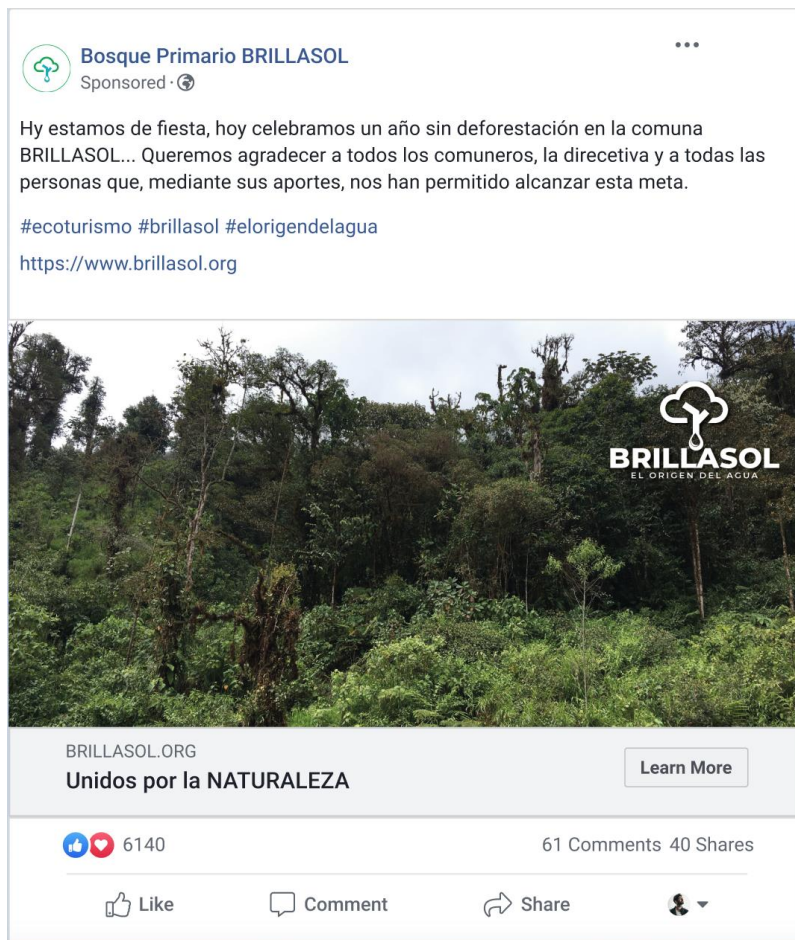 Bosque Primario BRILLASOL
Sponsored ·
Hy estamos de fiesta, hoy celebramos un año sin deforestación en la comuna
BRILLASOL... Queremos agradecer a todos los comuneros, la direcetiva y a todas las
personas que, mediante sus aportes, nos han permitido alcanzar esta meta.
#ecoturismo #brillasol #elorigendelagua
https://www.brillasol.org
BRILLASOL
EL ORIGEN DEL AGUA
BRILLASOL.ORG
Unidos por la NATURALEZA
Learn More
6140
61 Comments 40 Shares
Like Comment Share